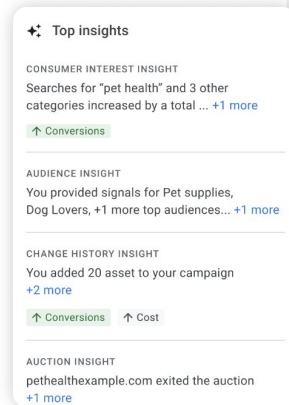 Top insights
CONSUMER INTEREST INSIGHT
Searches for “pet health” and 3 other
categories increased by a total ... +1 more
↑ Conversions
AUDIENCE INSIGHT
You provided signals for Pet supplies,
Dog Lovers, +1 more top audiences... +1 more
CHANGE HISTORY INSIGHT
You added 20 asset to your campaign
+2 more
↑ Conversions ↑ Cost
AUCTION INSIGHT
pethealthexample.com exited the auction
+1 more